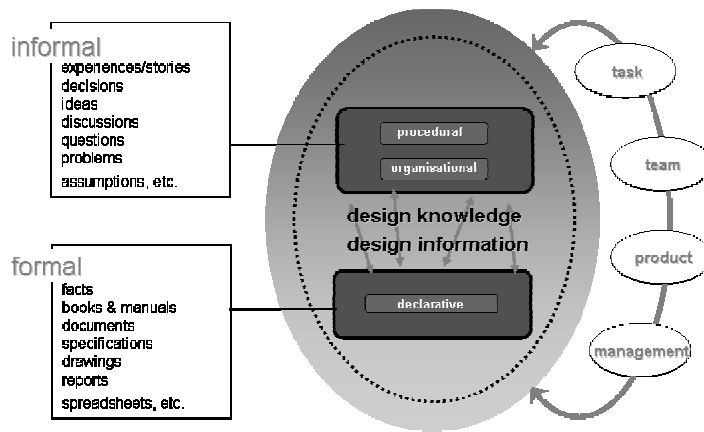 informal
experiences/stories
decisions
ideas
discussions
questions
problems
assumptions, etc.
formal
facts
books & manuals
documents
specifications
drawings
reports
spreadsheets, etc.
procedural
organisational
design knowledge
design information
declarative
task
team
product
management